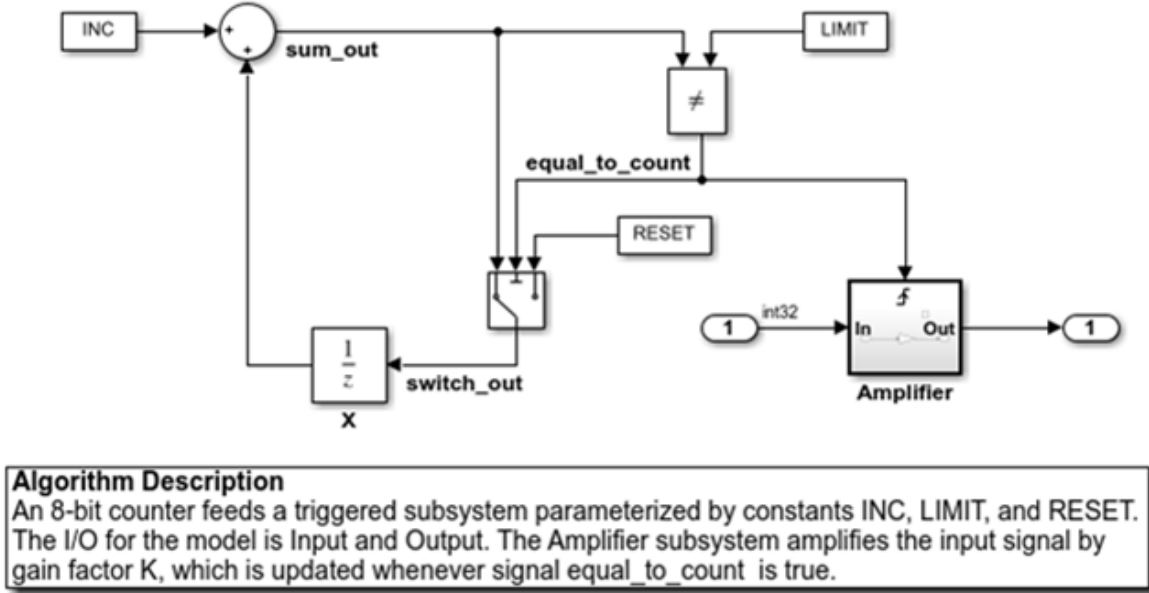 INC
+
+
sum_out
LIMIT
≠
equal_to_count
RESET
1
int32
In
Out
1
Amplifier
1
z
switch_out
X
Algorithm Description
An 8-bit counter feeds a triggered subsystem parameterized by constants INC, LIMIT, and RESET.
The I/O for the model is Input and Output. The Amplifier subsystem amplifies the input signal by
gain factor K, which is updated whenever signal equal_to_count is true.